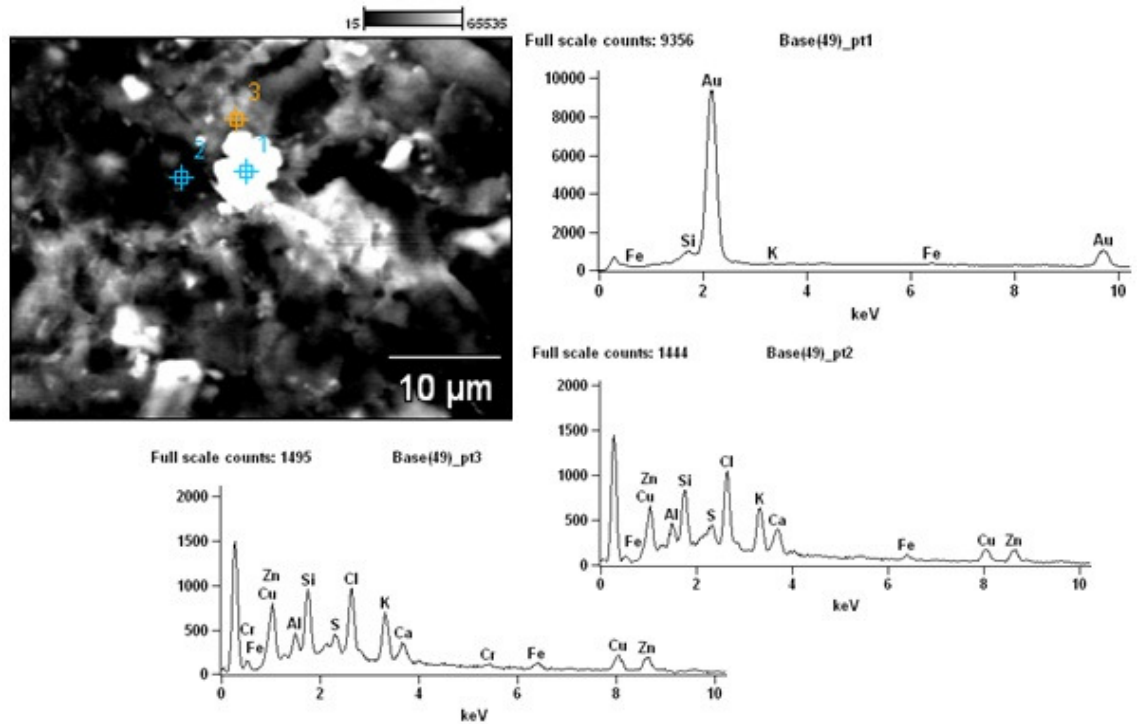 15 65535
3
2 1
10 µm
Full scale counts: 9356 Base(49)_pt1
10000
8000
6000
4000
2000
0
Au
Fe Si K Fe Au
0 2 4 6 8 10
keV
Full scale counts: 1444 Base(49)_pt2
2000
1500
1000
500
0
Zn
Cu
Fe Al Si S Cl K Ca Fe Cu Zn
0 2 4 6 8 10
keV
Full scale counts: 1495 Base(49)_pt3
2000
1500
1000
500
0
Zn
Cu
Cr
Fe Al Si S Cl K Ca Cr Fe Cu Zn
0 2 4 6 8 10
keV